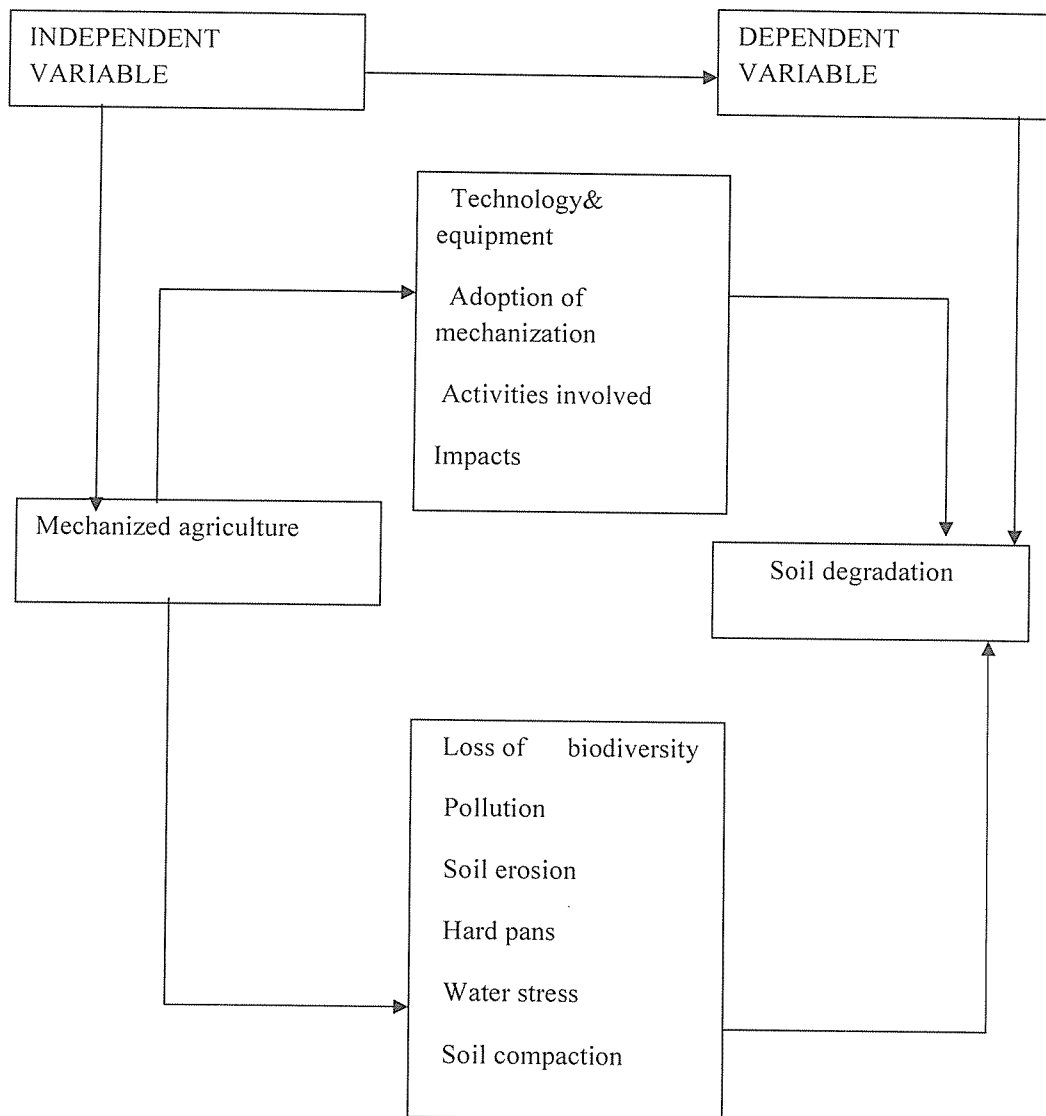 INDEPENDENT
VARIABLE
DEPENDENT
VARIABLE
Technology&
equipment
Adoption of
mechanization
Activities involved
Impacts
Mechanized agriculture
Soil degradation
Loss of biodiversity
Pollution
Soil erosion
Hard pans
Water stress
Soil compaction